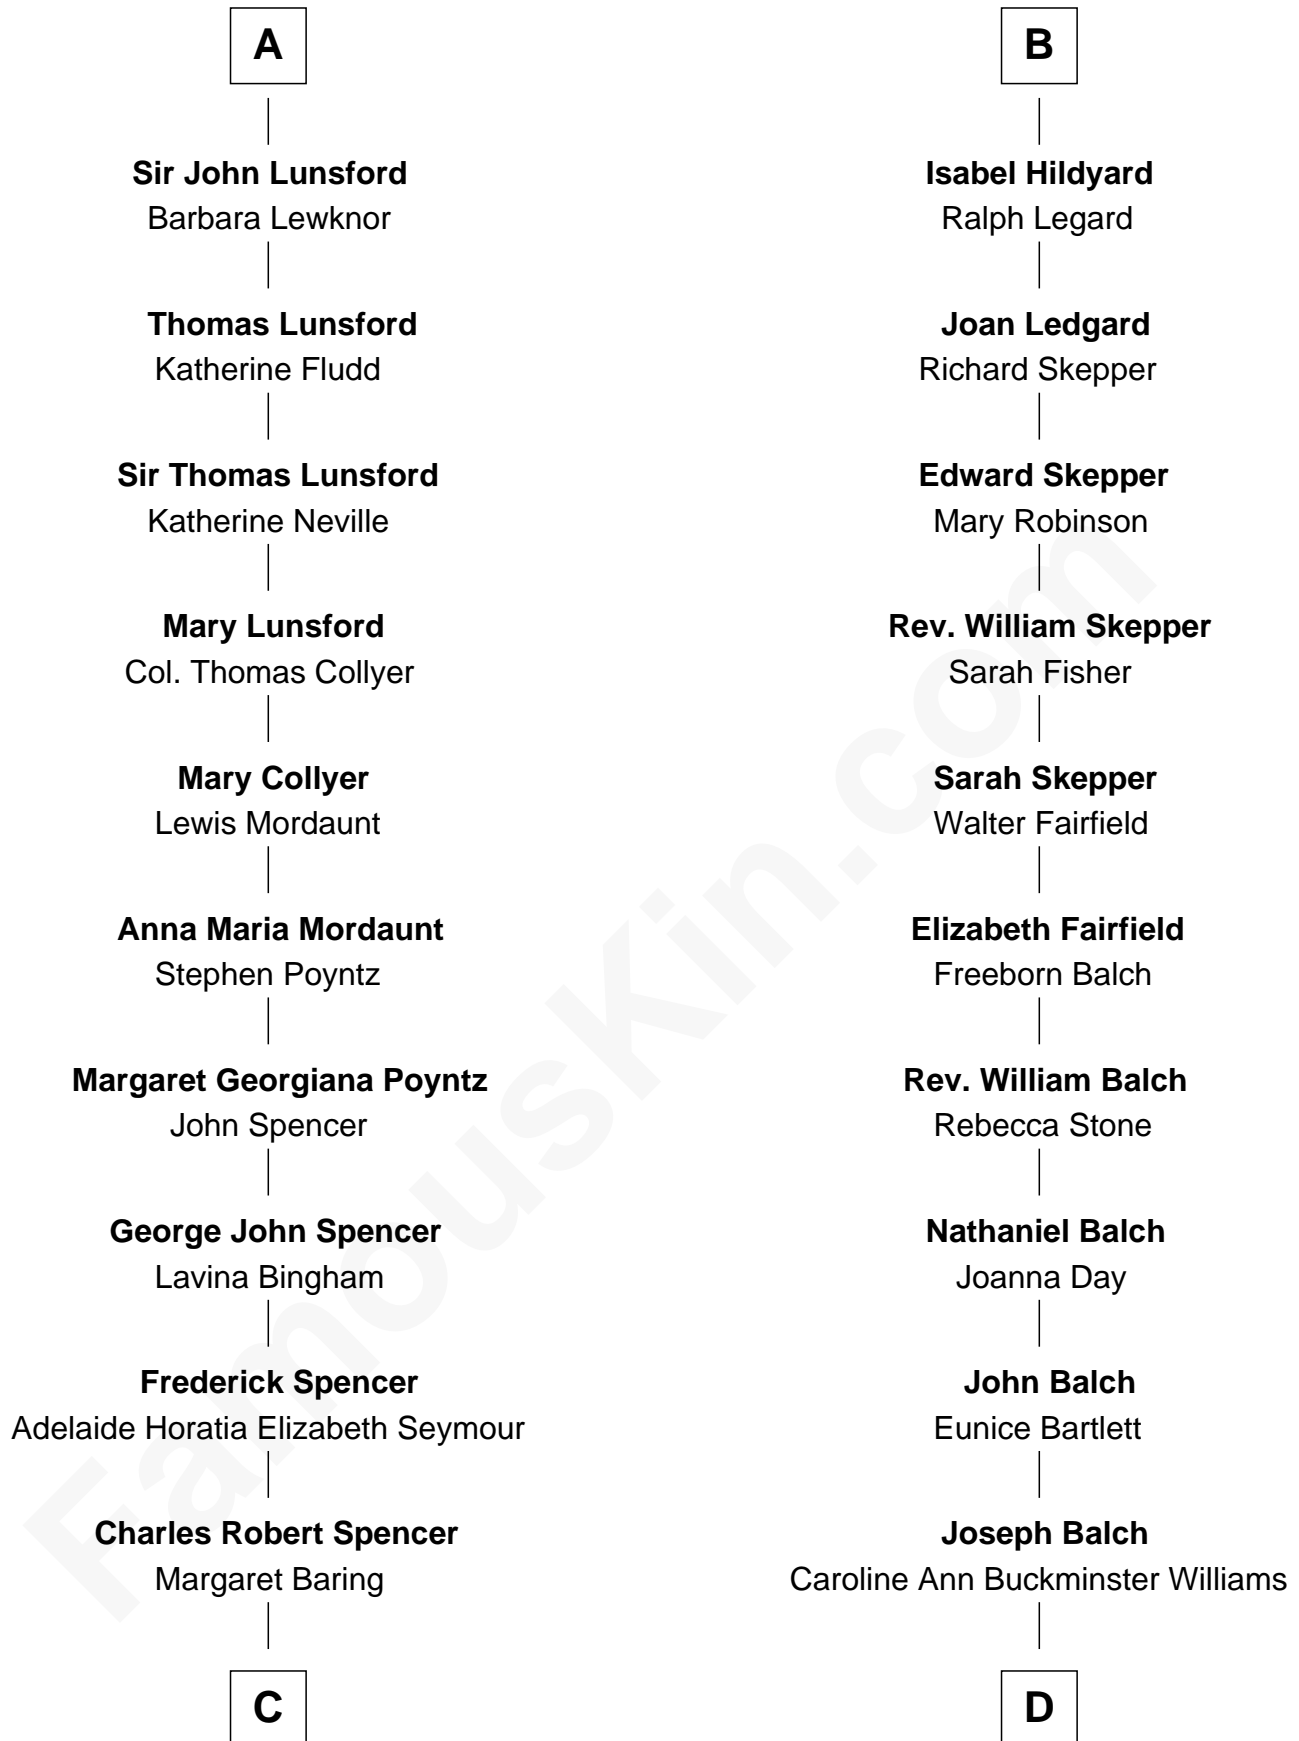 A
Sir John Lunsford
Barbara Lewknor
Thomas Lunsford
Katherine Fludd
Sir Thomas Lunsford
Katherine Neville
Mary Lunsford
Col. Thomas Collyer
Mary Collyer
Lewis Mordaunt
Anna Maria Mordaunt
Stephen Poyntz
Margaret Georgiana Poyntz
John Spencer
George John Spencer
Lavina Bingham
Frederick Spencer
Adelaide Horatia Elizabeth Seymour
Charles Robert Spencer
Margaret Baring
C
B
Isabel Hildyard
Ralph Legard
Joan Ledgard
Richard Skepper
Edward Skepper
Mary Robinson
Rev. William Skepper
Sarah Fisher
Sarah Skepper
Walter Fairfield
Elizabeth Fairfield
Freeborn Balch
Rev. William Balch
Rebecca Stone
Nathaniel Balch
Joanna Day
John Balch
Eunice Bartlett
Joseph Balch
Caroline Ann Buckminster Williams
D
FamousKin.com